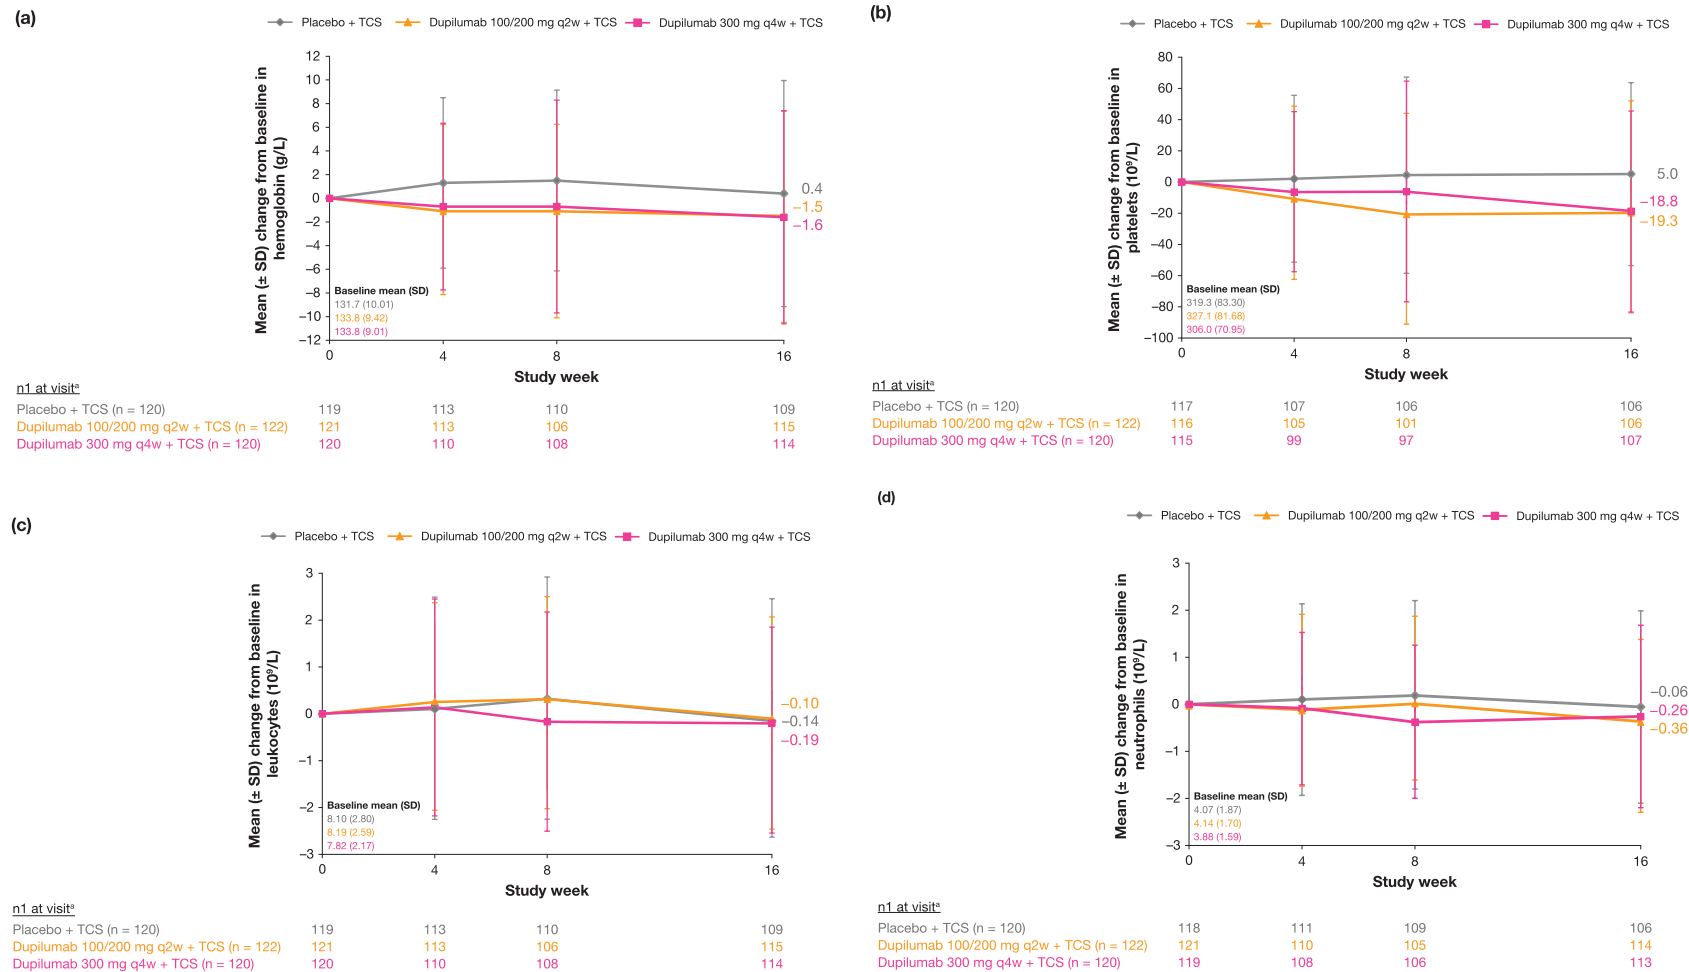 (a)
Placebo + TCS Dupilumab 100/200 mg q2w + TCS Dupilumab 300 mg q4w + TCS
Mean (± SD) change from baseline in
hemoglobin (g/L)
12
10
8
6
4
2
0
−2
−4
−6
−8
−10
−12
0.4
−1.5
−1.6
Baseline mean (SD)
131.7 (10.01)
133.8 (9.42)
133.8 (9.01)
0 4 8 16
Study week
n1 at visitᵃ
Placebo + TCS (n = 120) 119 113 110 109
Dupilumab 100/200 mg q2w + TCS (n = 122) 121 113 106 115
Dupilumab 300 mg q4w + TCS (n = 120) 120 110 108 114
(b)
Placebo + TCS Dupilumab 100/200 mg q2w + TCS Dupilumab 300 mg q4w + TCS
Mean (± SD) change from baseline in
platelets (10⁹/L)
80
60
40
20
0
−20
−40
−60
−80
−100
5.0
−18.8
−19.3
Baseline mean (SD)
319.3 (83.30)
327.1 (81.68)
306.0 (70.95)
0 4 8 16
Study week
n1 at visitᵃ
Placebo + TCS (n = 120) 117 107 106 106
Dupilumab 100/200 mg q2w + TCS (n = 122) 116 105 101 106
Dupilumab 300 mg q4w + TCS (n = 120) 115 99 97 107
(c)
Placebo + TCS Dupilumab 100/200 mg q2w + TCS Dupilumab 300 mg q4w + TCS
Mean (± SD) change from baseline in
leukocytes (10⁹/L)
3
2
1
0
−1
−2
−3
−0.10
−0.14
−0.19
Baseline mean (SD)
8.10 (2.80)
8.19 (2.59)
7.82 (2.17)
0 4 8 16
Study week
n1 at visitᵃ
Placebo + TCS (n = 120) 119 113 110 109
Dupilumab 100/200 mg q2w + TCS (n = 122) 121 113 106 115
Dupilumab 300 mg q4w + TCS (n = 120) 120 110 108 114
(d)
Placebo + TCS Dupilumab 100/200 mg q2w + TCS Dupilumab 300 mg q4w + TCS
Mean (± SD) change from baseline in
neutrophils (10⁹/L)
3
2
1
0
−1
−2
−3
−0.06
−0.26
−0.36
Baseline mean (SD)
4.07 (1.87)
4.14 (1.70)
3.88 (1.59)
0 4 8 16
Study week
n1 at visitᵃ
Placebo + TCS (n = 120) 118 111 109 106
Dupilumab 100/200 mg q2w + TCS (n = 122) 121 110 105 114
Dupilumab 300 mg q4w + TCS (n = 120) 119 108 106 113